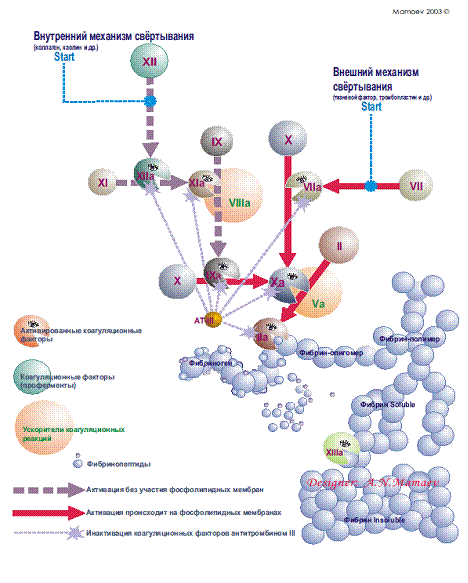 Mamaev 2003 ©
Внутренний механизм свёртывания
(коллаген, каолин и др.)
Start
Внешний механизм
свёртывания
(тканевой фактор, тромбопластин и др.)
Start
XII
IX
X
XI
XIIa
XIa
VIIIa
VIIa
VII
II
X
Xa
Va
AT-III
IIa
Фибриноген
Фибрин-олигомер
Фибрин-полимер
Фибрин Soluble
XIIIa
Designer: A.N.Mamaev
Фибрин Insoluble
Активированные коагуляционные
факторы
Коагуляционные факторы
(проферменты)
Ускорители коагуляционных
реакций
Фибринопептиды
Активация без участия фосфолипидных мембран
Активация происходит на фосфолипидных мембранах
Инактивация коагуляционных факторов антитромбином III